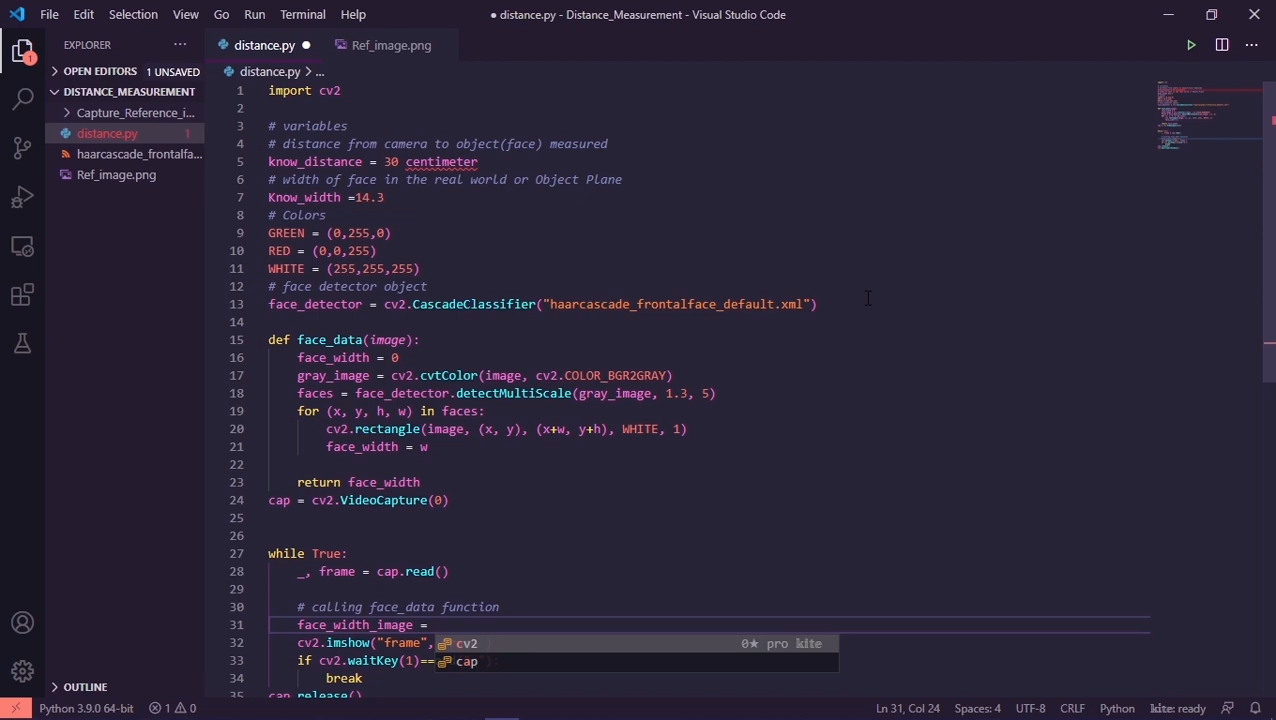 File Edit Selection View Go Run Terminal Help
● distance.py - Distance_Measurement - Visual Studio Code
EXPLORER
OPEN EDITORS 1 UNSAVED
DISTANCE_MEASUREMENT
Capture_Reference_i...
distance.py 1
haarcascade_frontalfa...
Ref_image.png
OUTLINE
1
distance.py ●
Ref_image.png
distance.py > ...
1 import cv2
2
3 # variables
4 # distance from camera to object(face) measured
5 know_distance = 30 centimeter
6 # width of face in the real world or Object Plane
7 Know_width =14.3
8 # Colors
9 GREEN = (0,255,0)
10 RED = (0,0,255)
11 WHITE = (255,255,255)
12 # face detector object
13 face_detector = cv2.CascadeClassifier("haarcascade_frontalface_default.xml")
14
15 def face_data(image):
16 face_width = 0
17 gray_image = cv2.cvtColor(image, cv2.COLOR_BGR2GRAY)
18 faces = face_detector.detectMultiScale(gray_image, 1.3, 5)
19 for (x, y, h, w) in faces:
20 cv2.rectangle(image, (x, y), (x+w, y+h), WHITE, 1)
21 face_width = w
22
23 return face_width
24 cap = cv2.VideoCapture(0)
25
26
27 while True:
28 _, frame = cap.read()
29
30 # calling face_data function
31 face_width_image =
32 cv2.imshow("frame",
33 if cv2.waitKey(1)==
34 break
35 cap.release()
cv2 0★ pro kite
cap
Python 3.9.0 64-bit 1 0
Ln 31, Col 24 Spaces: 4 UTF-8 CRLF Python kite: ready